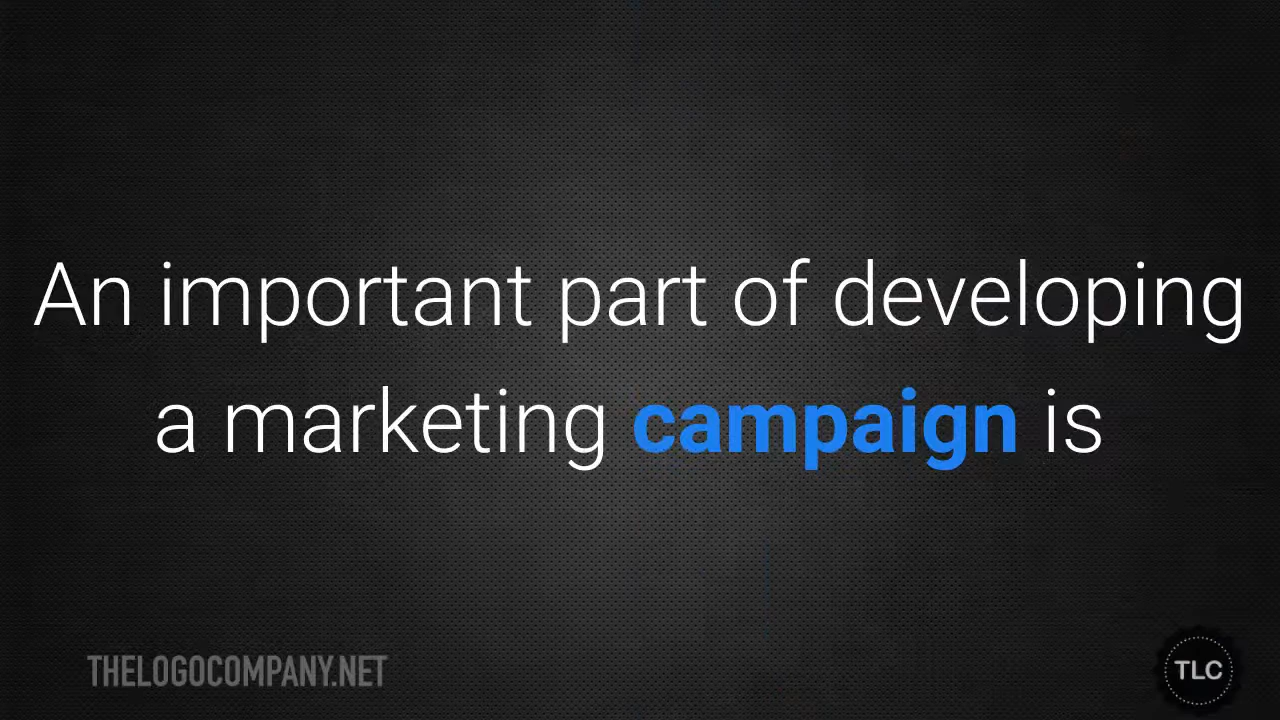 An important part of developing
a marketing campaign is
THELOGOCOMPANY.NET
TLC